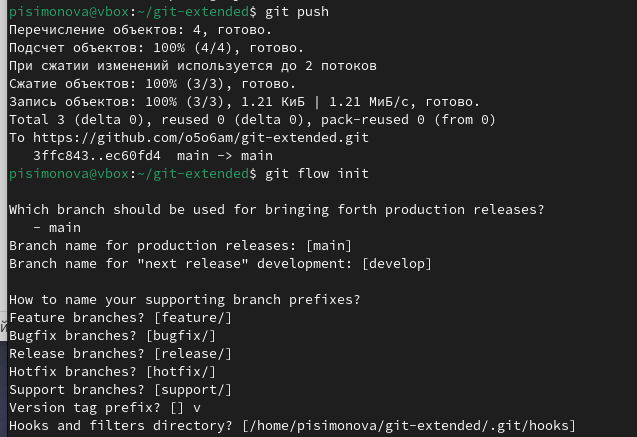 pisimonova@vbox:~/git-extended$ git push
Перечисление объектов: 4, готово.
Подсчет объектов: 100% (4/4), готово.
При сжатии изменений используется до 2 потоков
Сжатие объектов: 100% (3/3), готово.
Запись объектов: 100% (3/3), 1.21 КиБ | 1.21 МиБ/с, готово.
Total 3 (delta 0), reused 0 (delta 0), pack-reused 0 (from 0)
To https://github.com/o5o6am/git-extended.git
   3ffc843..ec60fd4  main -> main
pisimonova@vbox:~/git-extended$ git flow init

Which branch should be used for bringing forth production releases?
   - main
Branch name for production releases: [main]
Branch name for "next release" development: [develop]

How to name your supporting branch prefixes?
Feature branches? [feature/]
Bugfix branches? [bugfix/]
Release branches? [release/]
Hotfix branches? [hotfix/]
Support branches? [support/]
Version tag prefix? [] v
Hooks and filters directory? [/home/pisimonova/git-extended/.git/hooks]